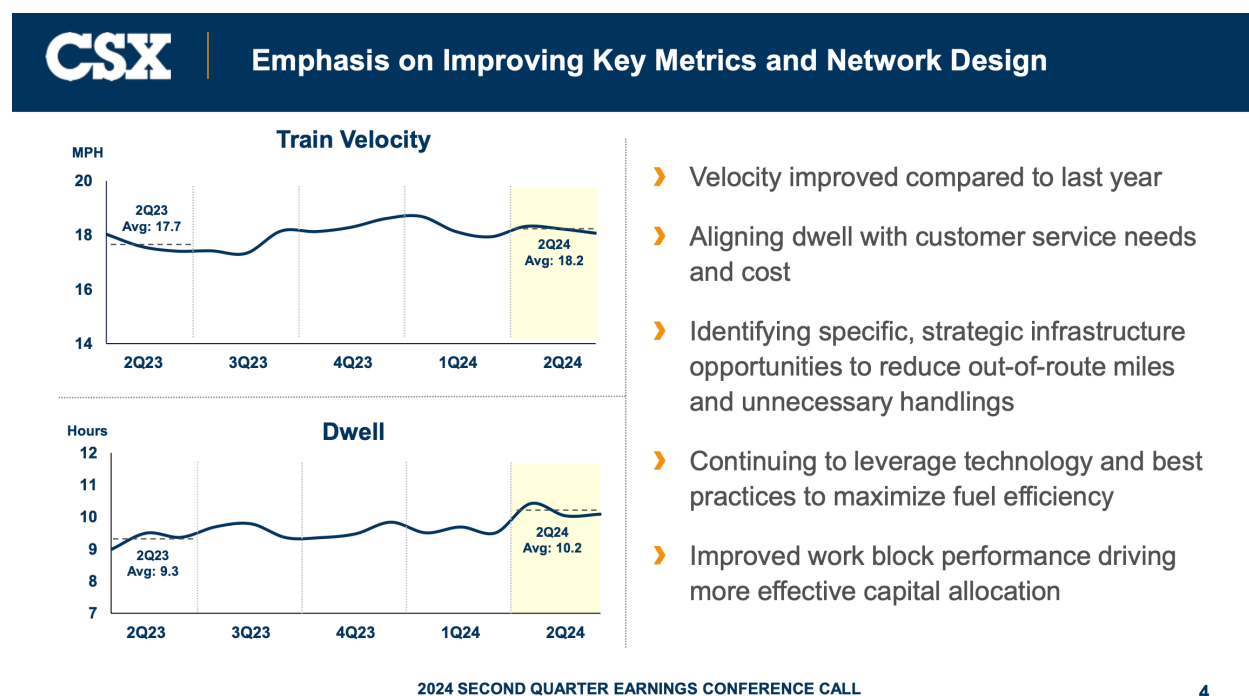 CSX
Emphasis on Improving Key Metrics and Network Design
Train Velocity
MPH
20
18
16
14
2Q23
Avg: 17.7
2Q24
Avg: 18.2
2Q23
3Q23
4Q23
1Q24
2Q24
Dwell
Hours
12
11
10
9
8
7
2Q23
Avg: 9.3
2Q24
Avg: 10.2
2Q23
3Q23
4Q23
1Q24
2Q24
Velocity improved compared to last year
Aligning dwell with customer service needs
and cost
Identifying specific, strategic infrastructure
opportunities to reduce out-of-route miles
and unnecessary handlings
Continuing to leverage technology and best
practices to maximize fuel efficiency
Improved work block performance driving
more effective capital allocation
2024 SECOND QUARTER EARNINGS CONFERENCE CALL
4